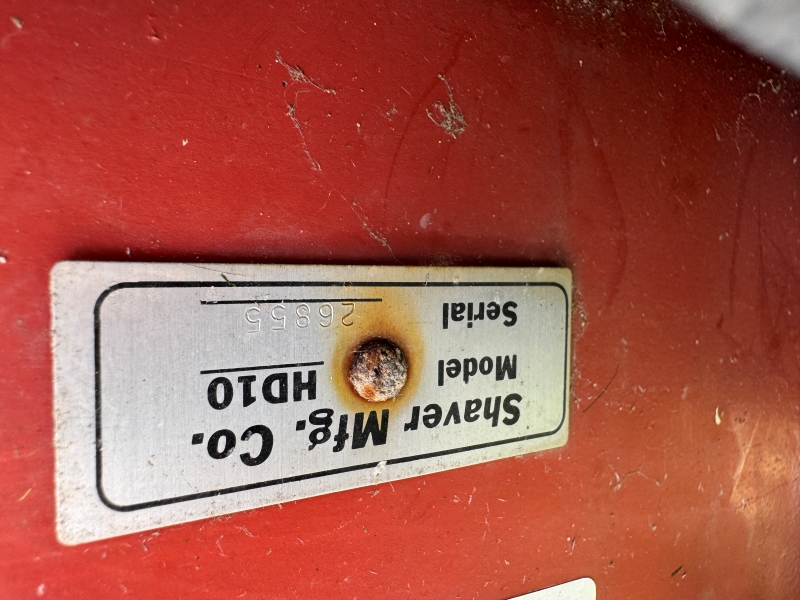 Shaver Mfg. Co.
Model HD10
Serial 26855